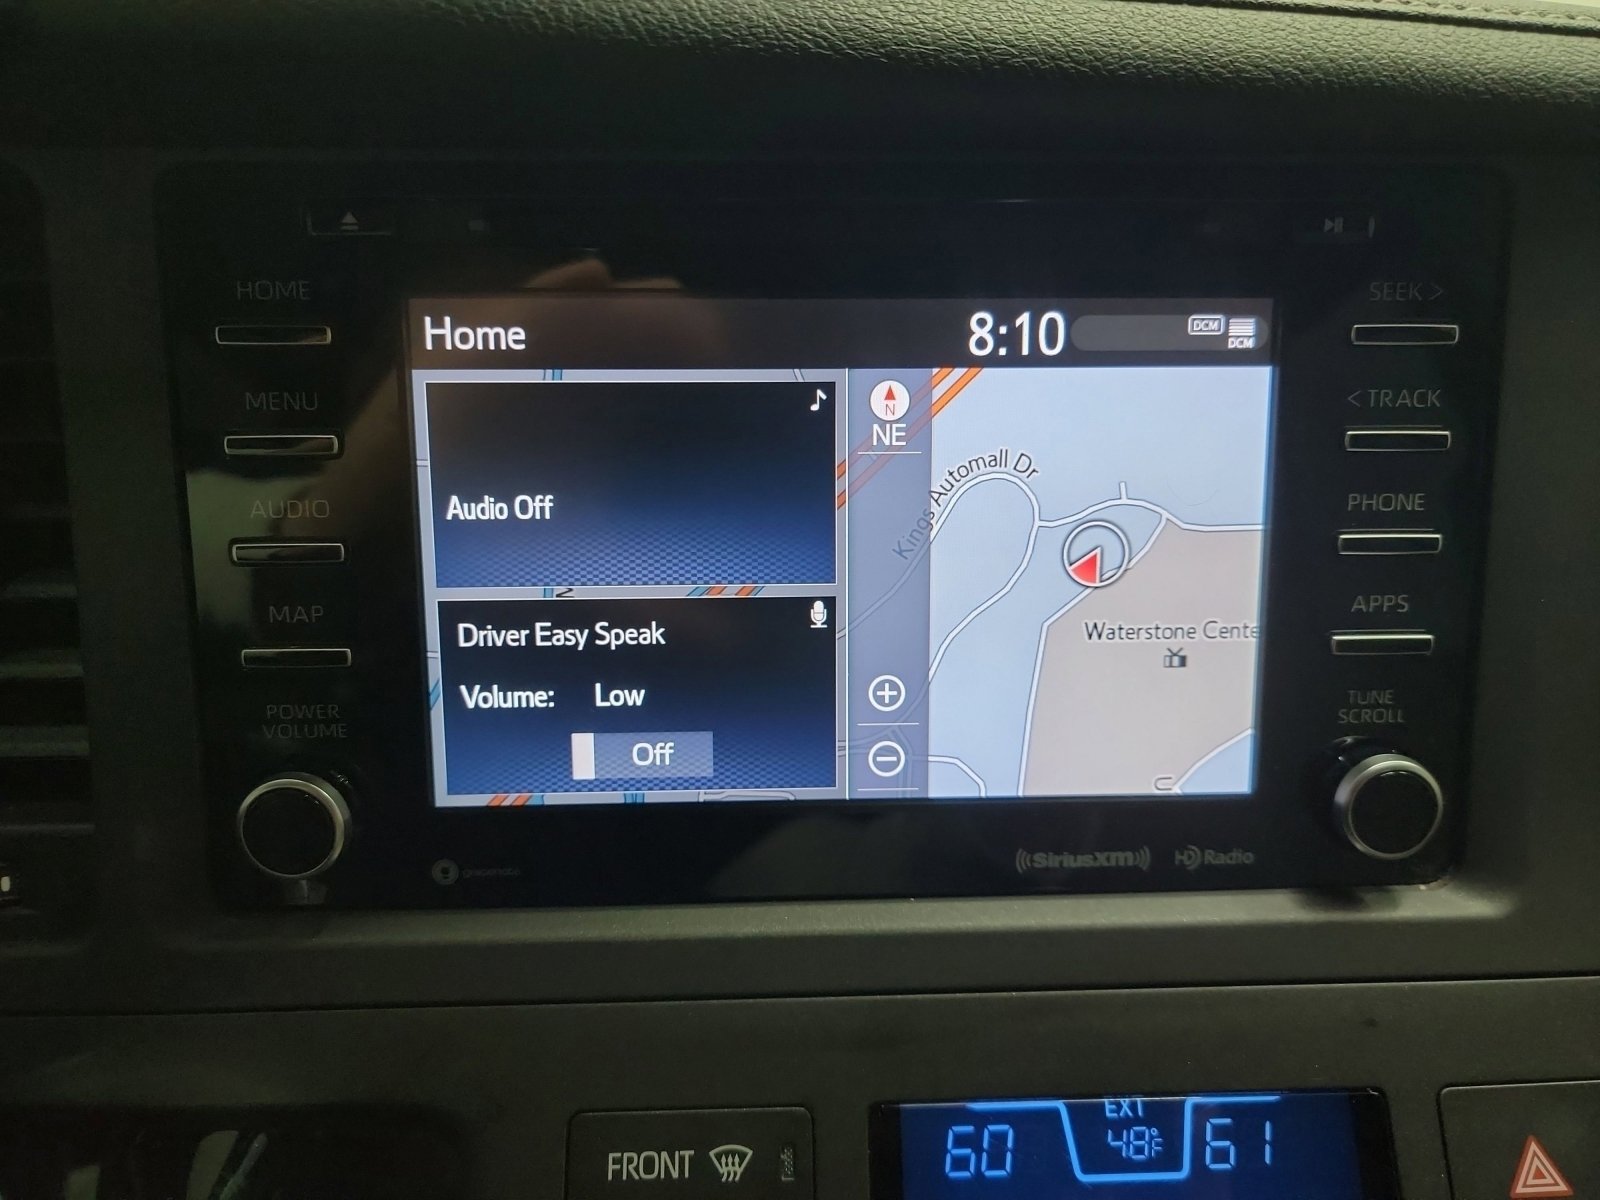 HOME
MENU
AUDIO
MAP
POWER
VOLUME
Home
8:10
DCM
DCM
Audio Off
Driver Easy Speak
Volume: Low
Off
N
NE
Kings Automall Dr
Waterstone Cente
SEEK >
< TRACK
PHONE
APPS
TUNE
SCROLL
gracenote
((SiriusXM))
HD Radio
FRONT
60
EXT
48°F
61